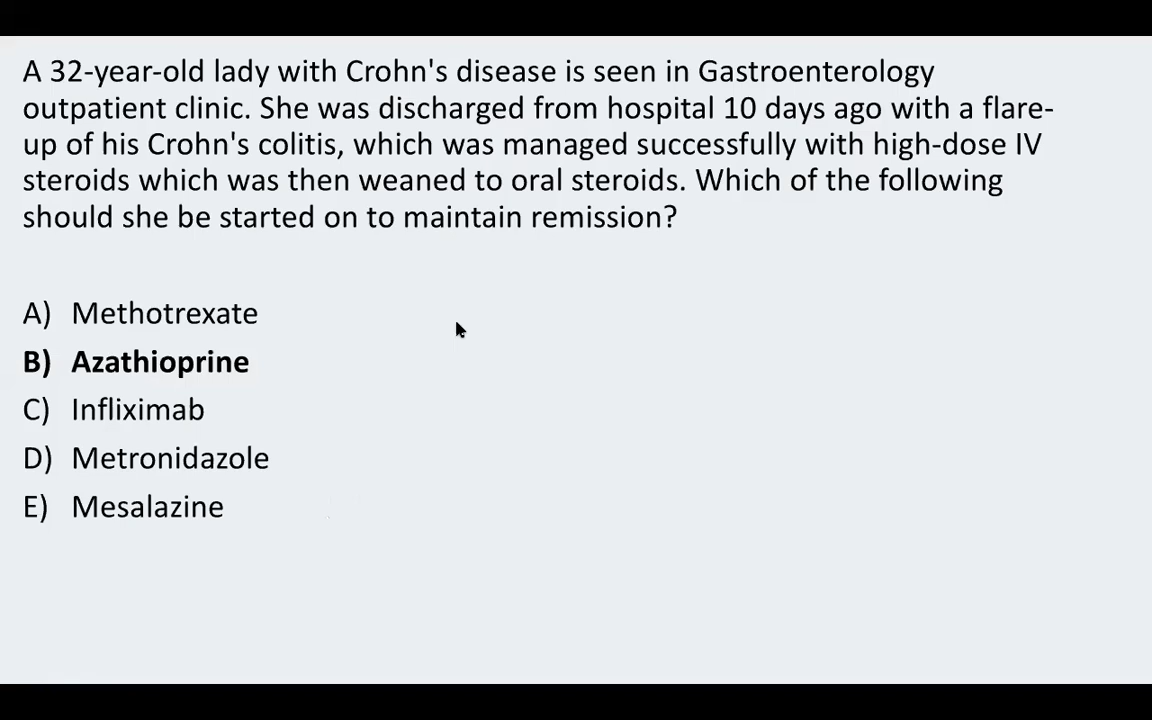 A 32-year-old lady with Crohn's disease is seen in Gastroenterology
outpatient clinic. She was discharged from hospital 10 days ago with a flare-
up of his Crohn's colitis, which was managed successfully with high-dose IV
steroids which was then weaned to oral steroids. Which of the following
should she be started on to maintain remission?
A) Methotrexate
B) Azathioprine
C) Infliximab
D) Metronidazole
E) Mesalazine